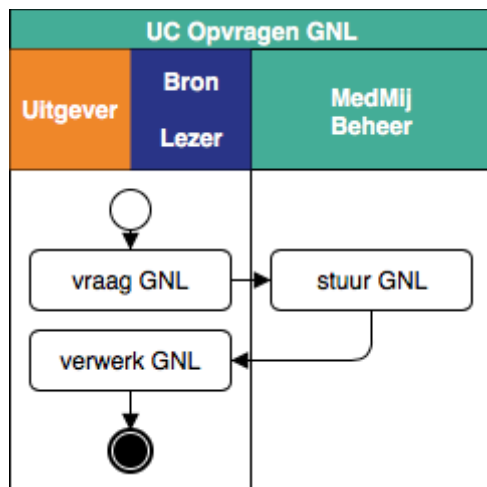 UC Opvragen GNL
Uitgever
Bron
Lezer
MedMij
Beheer
vraag GNL
stuur GNL
verwerk GNL